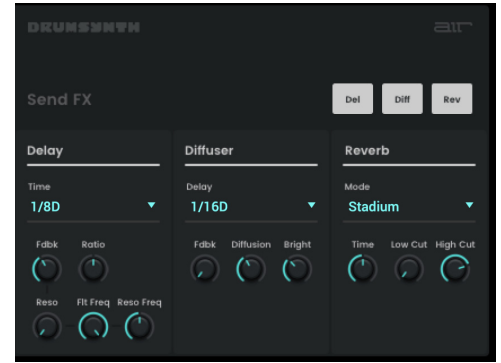 DRUMSYNTH
air
Send FX
Del
Diff
Rev
Delay
Diffuser
Reverb
Time
Delay
Mode
1/8D
1/16D
Stadium
Fdbk
Ratio
Fdbk
Diffusion
Bright
Time
Low Cut
High Cut
Reso
Flt Freq
Reso Freq